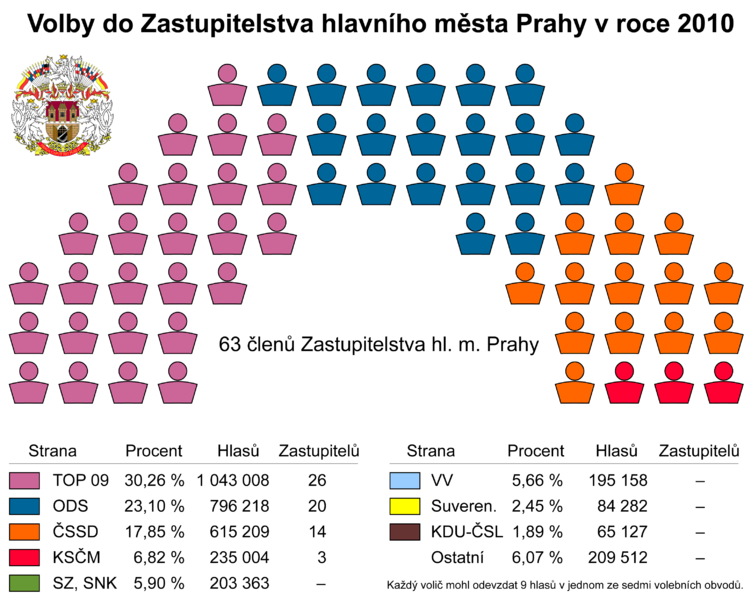 Volby do Zastupitelstva hlavního města Prahy v roce 2010
63 členů Zastupitelstva hl. m. Prahy
Strana Procent Hlasů Zastupitelů
TOP 09 30,26 % 1 043 008 26
ODS 23,10 % 796 218 20
ČSSD 17,85 % 615 209 14
KSČM 6,82 % 235 004 3
SZ, SNK 5,90 % 203 363 –
Strana Procent Hlasů Zastupitelů
VV 5,66 % 195 158 –
Suveren. 2,45 % 84 282 –
KDU-ČSL 1,89 % 65 127 –
Ostatní 6,07 % 209 512 –
Každý volič mohl odevzdat 9 hlasů v jednom ze sedmi volebních obvodů.